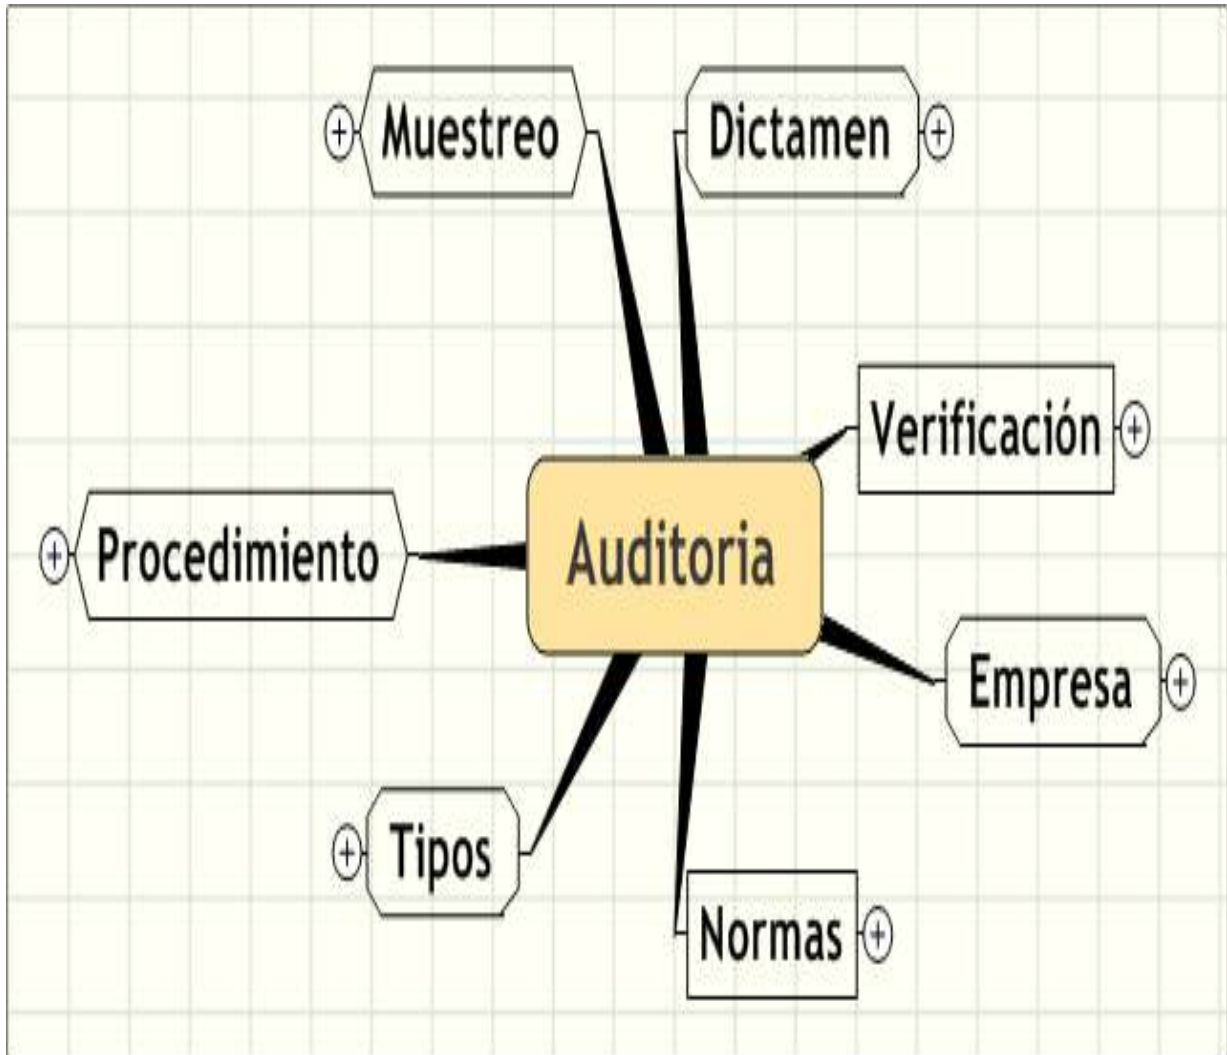 Muestreo
Dictamen
Verificación
Procedimiento
Auditoria
Empresa
Tipos
Normas